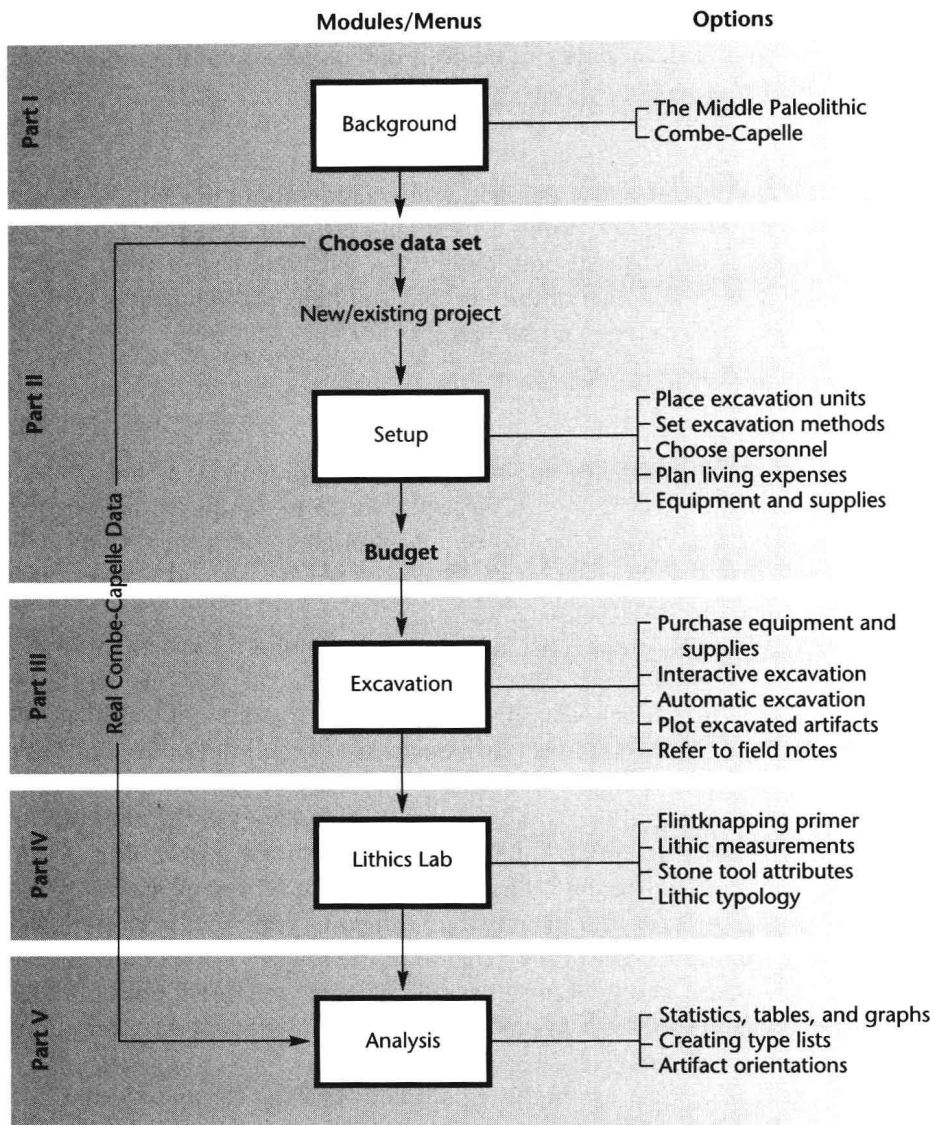 Modules/Menus
Options
Part I
Background
The Middle Paleolithic
Combe-Capelle
Part II
Choose data set
New/existing project
Setup
Place excavation units
Set excavation methods
Choose personnel
Plan living expenses
Equipment and supplies
Budget
Real Combe-Capelle Data
Part III
Excavation
Purchase equipment and
supplies
Interactive excavation
Automatic excavation
Plot excavated artifacts
Refer to field notes
Part IV
Lithics Lab
Flintknapping primer
Lithic measurements
Stone tool attributes
Lithic typology
Part V
Analysis
Statistics, tables, and graphs
Creating type lists
Artifact orientations